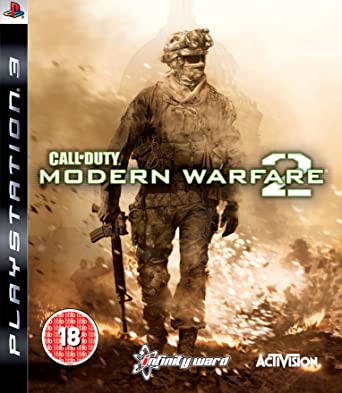 PLAYSTATION 3
CALL OF DUTY
MODERN WARFARE 2
18
infinity ward
ACTIVISION